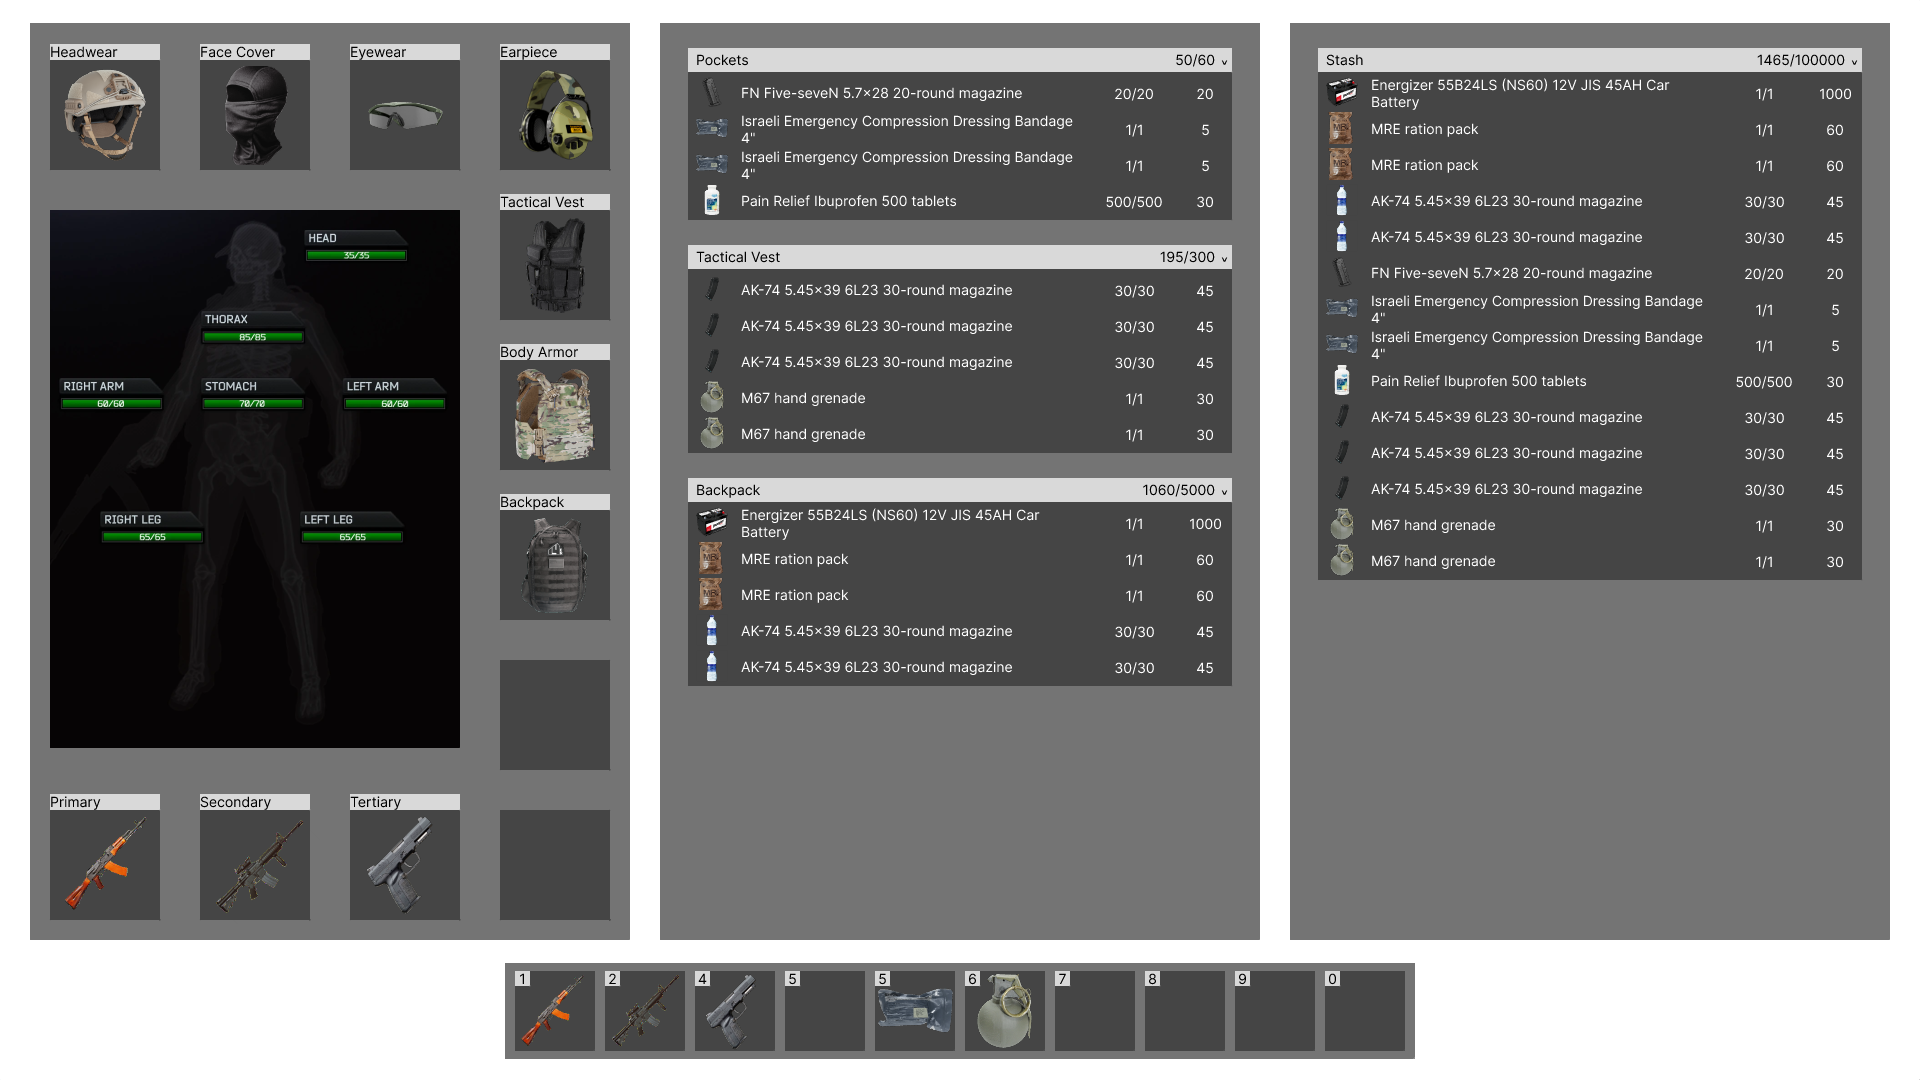 Headwear
Face Cover
Eyewear
Earpiece
HEAD
35/35
THORAX
85/85
RIGHT ARM
60/60
STOMACH
70/70
LEFT ARM
60/60
RIGHT LEG
65/65
LEFT LEG
65/65
Tactical Vest
Body Armor
Backpack
Primary
Secondary
Tertiary
Pockets 50/60 v
FN Five-seveN 5.7×28 20-round magazine 20/20 20
Israeli Emergency Compression Dressing Bandage
4" 1/1 5
Israeli Emergency Compression Dressing Bandage
4" 1/1 5
Pain Relief Ibuprofen 500 tablets 500/500 30
Tactical Vest 195/300 v
AK-74 5.45×39 6L23 30-round magazine 30/30 45
AK-74 5.45×39 6L23 30-round magazine 30/30 45
AK-74 5.45×39 6L23 30-round magazine 30/30 45
M67 hand grenade 1/1 30
M67 hand grenade 1/1 30
Backpack 1060/5000 v
Energizer 55B24LS (NS60) 12V JIS 45AH Car
Battery 1/1 1000
MRE ration pack 1/1 60
MRE ration pack 1/1 60
AK-74 5.45×39 6L23 30-round magazine 30/30 45
AK-74 5.45×39 6L23 30-round magazine 30/30 45
Stash 1465/100000 v
Energizer 55B24LS (NS60) 12V JIS 45AH Car
Battery 1/1 1000
MRE ration pack 1/1 60
MRE ration pack 1/1 60
AK-74 5.45×39 6L23 30-round magazine 30/30 45
AK-74 5.45×39 6L23 30-round magazine 30/30 45
FN Five-seveN 5.7×28 20-round magazine 20/20 20
Israeli Emergency Compression Dressing Bandage
4" 1/1 5
Israeli Emergency Compression Dressing Bandage
4" 1/1 5
Pain Relief Ibuprofen 500 tablets 500/500 30
AK-74 5.45×39 6L23 30-round magazine 30/30 45
AK-74 5.45×39 6L23 30-round magazine 30/30 45
AK-74 5.45×39 6L23 30-round magazine 30/30 45
M67 hand grenade 1/1 30
M67 hand grenade 1/1 30
1 2 4 5 5 6 7 8 9 0